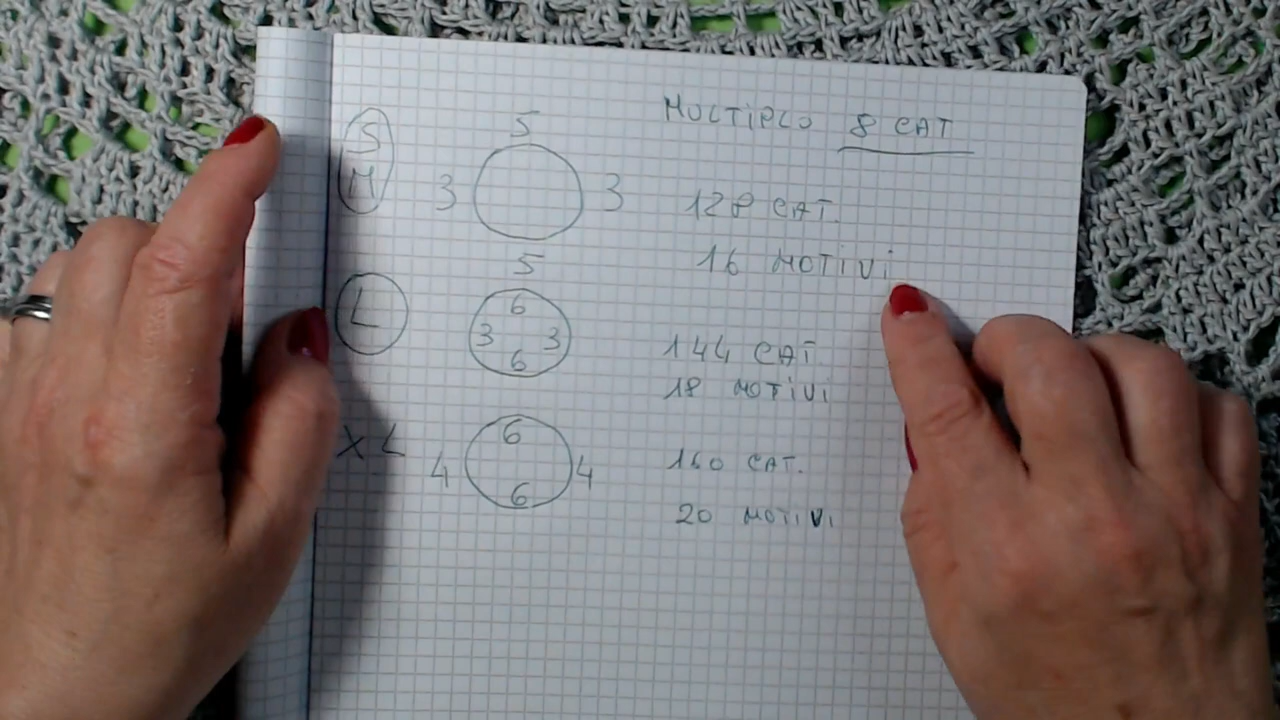 MULTIPLO 8 CAT
S
M
5
3 3
128 CAT.
16 MOTIVI
5
L
6
3 3
6
144 CAT
18 MOTIVI
XL
6
4 4
6
160 CAT.
20 MOTIVI